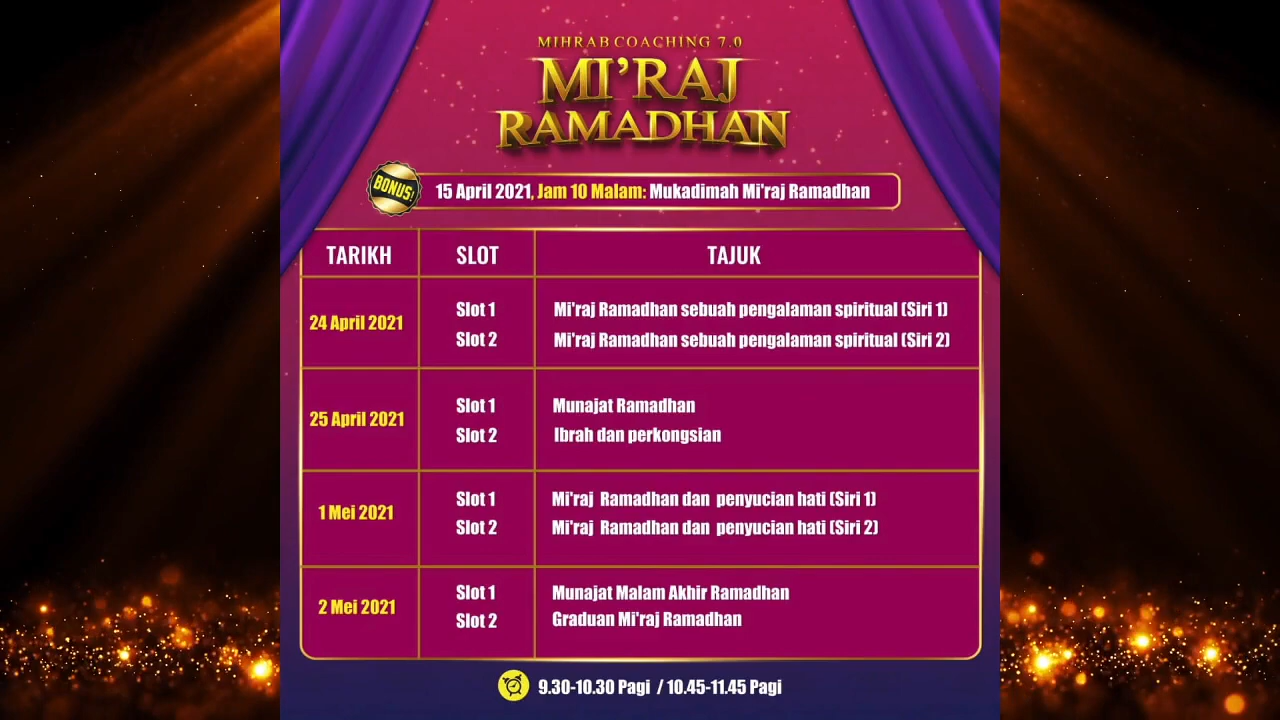 MIHRAB COACHING 7.0
MI'RAJ
RAMADHAN
BONUS!
15 April 2021, Jam 10 Malam: Mukadimah Mi'raj Ramadhan
TARIKH SLOT TAJUK
24 April 2021
Slot 1 Mi'raj Ramadhan sebuah pengalaman spiritual (Siri 1)
Slot 2 Mi'raj Ramadhan sebuah pengalaman spiritual (Siri 2)
25 April 2021
Slot 1 Munajat Ramadhan
Slot 2 Ibrah dan perkongsian
1 Mei 2021
Slot 1 Mi'raj Ramadhan dan penyucian hati (Siri 1)
Slot 2 Mi'raj Ramadhan dan penyucian hati (Siri 2)
2 Mei 2021
Slot 1 Munajat Malam Akhir Ramadhan
Slot 2 Graduan Mi'raj Ramadhan
9.30-10.30 Pagi / 10.45-11.45 Pagi